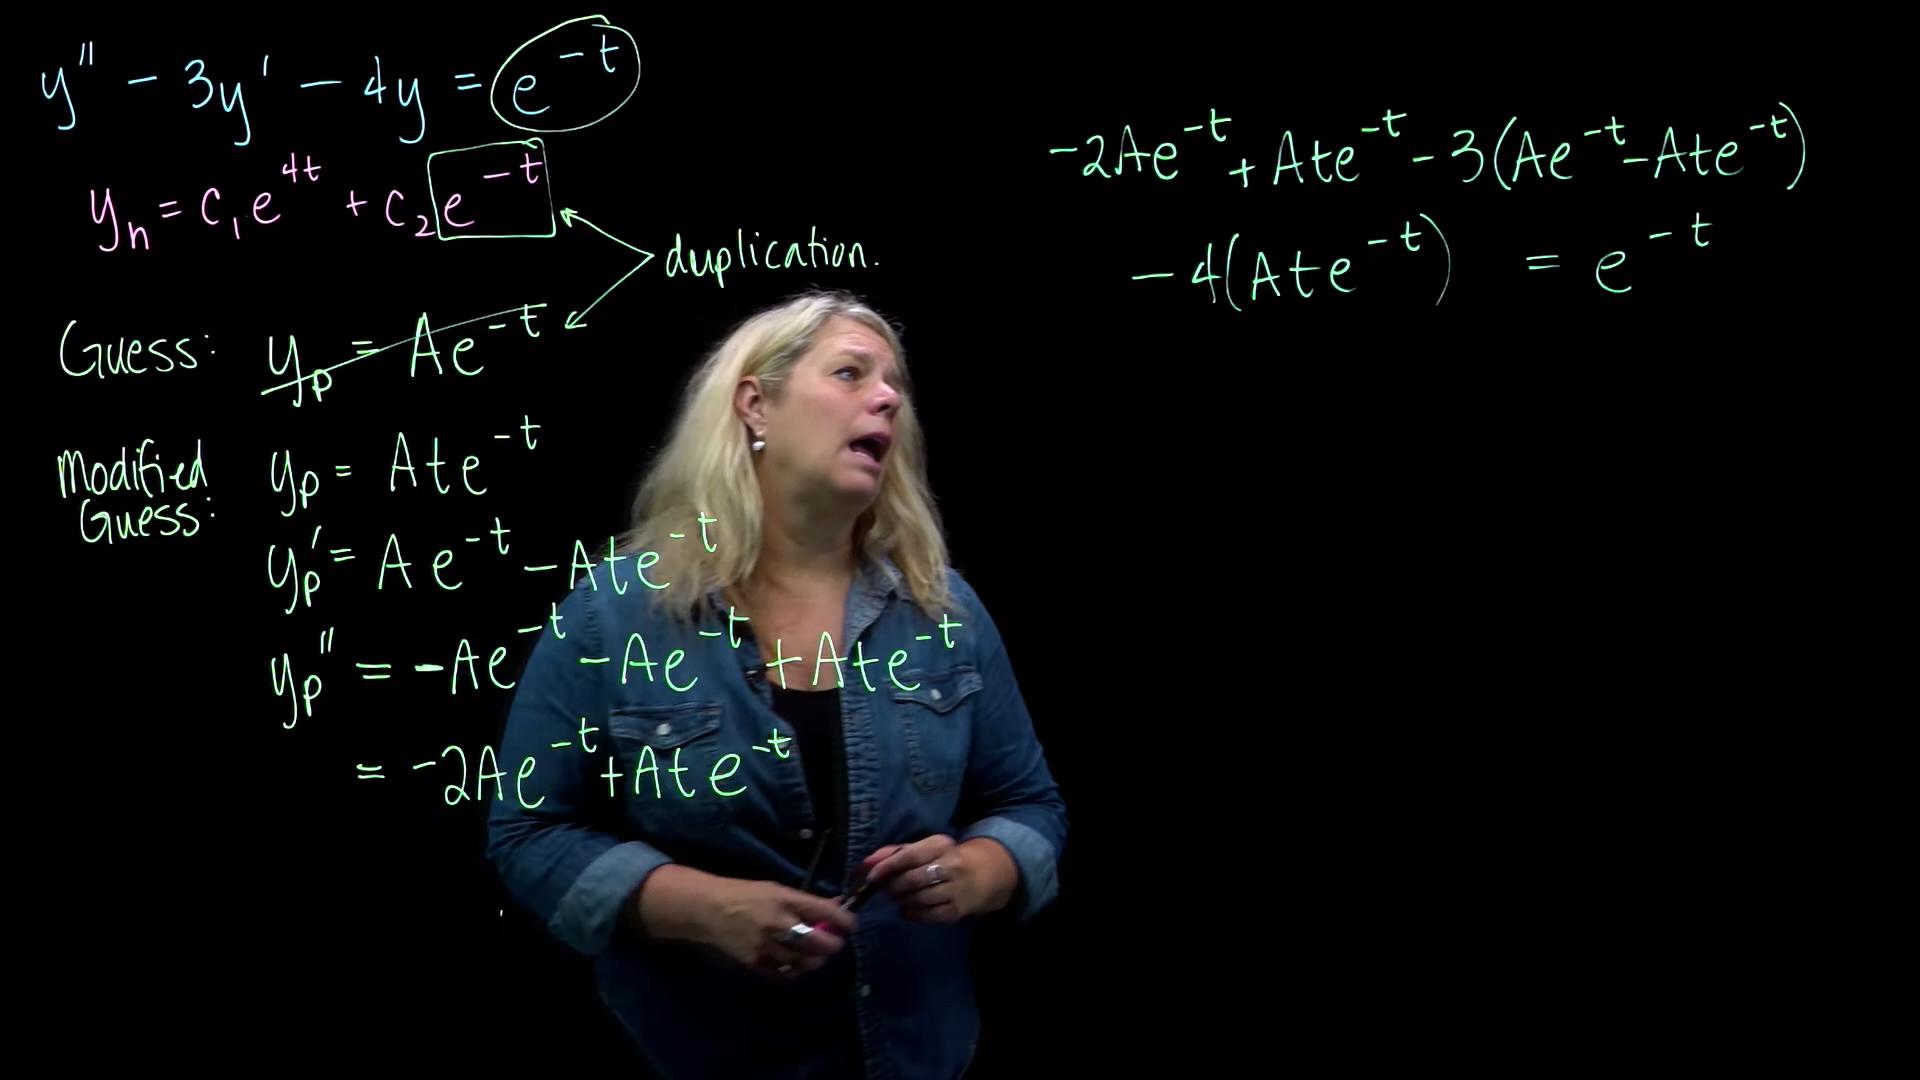 y'' - 3y' - 4y = e^{-t}
y_h = c_1e^{4t} + c_2e^{-t}
duplication.
Guess: y_p = Ae^{-t}
Modified Guess: y_p = Ate^{-t}
y_p' = Ae^{-t} - Ate^{-t}
y_p'' = -Ae^{-t} - Ae^{-t} + Ate^{-t}
= -2Ae^{-t} + Ate^{-t}
-2Ae^{-t} + Ate^{-t} - 3(Ae^{-t} - Ate^{-t})
- 4(Ate^{-t}) = e^{-t}